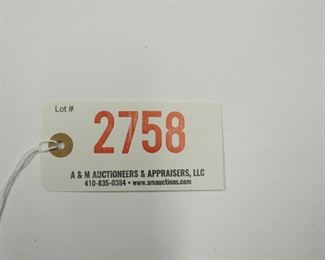 Lot #
2758
A & M AUCTIONEERS & APPRAISERS, LLC
410-835-0384 • www.amauctions.com